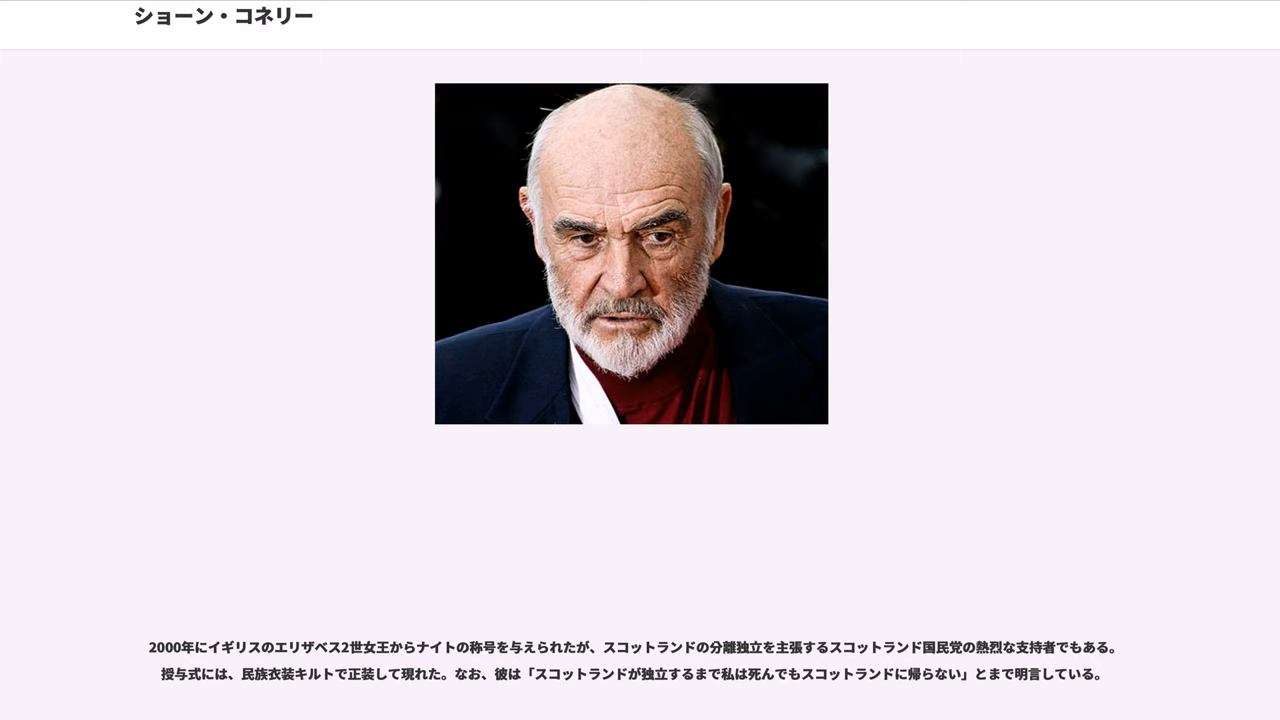 ショーン・コネリー
2000年にイギリスのエリザベス2世女王からナイトの称号を与えられたが、スコットランドの分離独立を主張するスコットランド国民党の熱烈な支持者でもある。
授与式には、民族衣装キルトで正装して現れた。なお、彼は「スコットランドが独立するまで私は死んでもスコットランドに帰らない」とまで明言している。